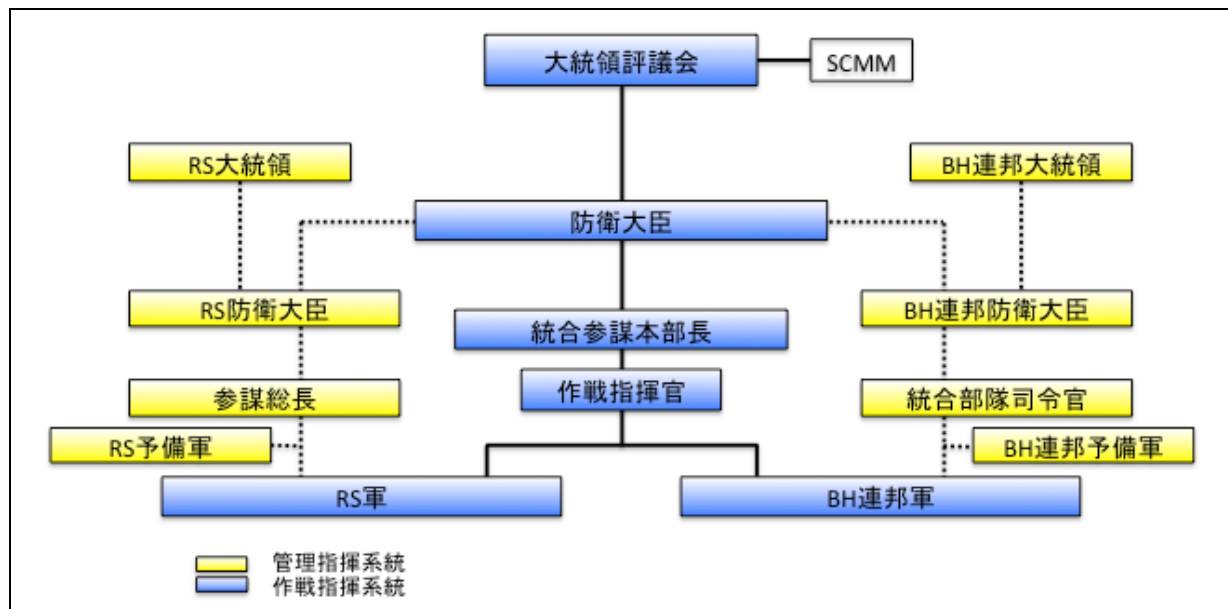 大統領評議会
SCMM
RS大統領
BH連邦大統領
防衛大臣
RS防衛大臣
BH連邦防衛大臣
統合参謀本部長
作戦指揮官
参謀総長
統合部隊司令官
RS予備軍
BH連邦予備軍
RS軍
BH連邦軍
管理指揮系統
作戦指揮系統